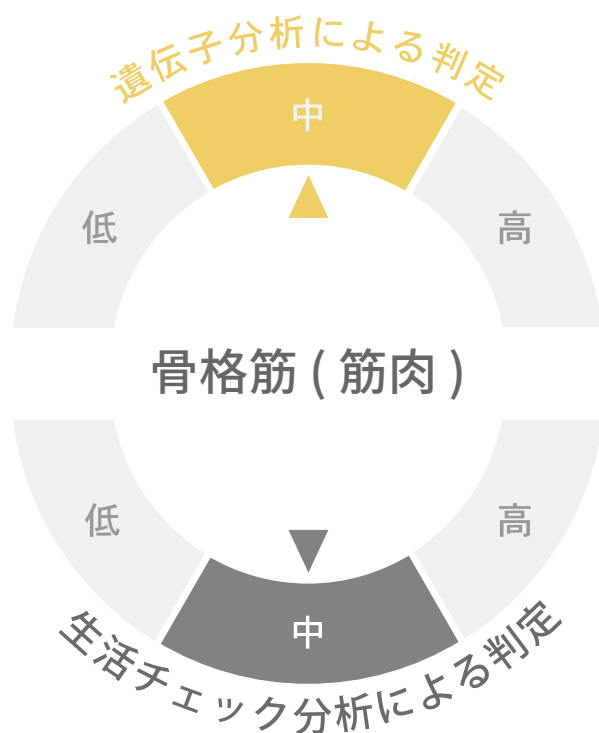 遺伝子分析による判定
中
低
高
骨格筋 ( 筋肉 )
低
高
中
生活チェック分析による判定